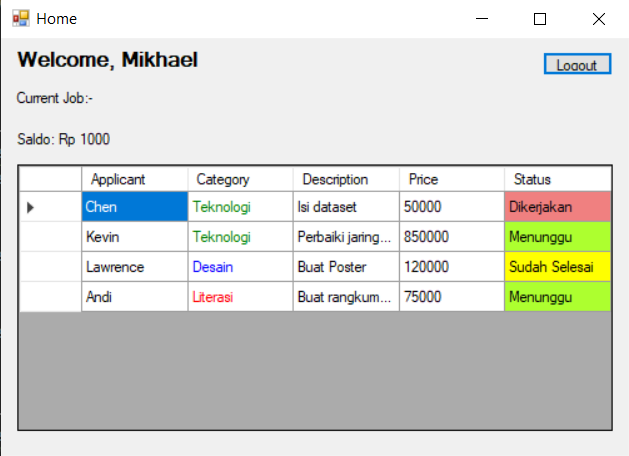 Home
Welcome, Mikhael
Logout
Current Job:-
Saldo: Rp 1000
Applicant Category Description Price Status
Chen Teknologi Isi dataset 50000 Dikerjakan
Kevin Teknologi Perbaiki jaring... 850000 Menunggu
Lawrence Desain Buat Poster 120000 Sudah Selesai
Andi Literasi Buat rangkum... 75000 Menunggu